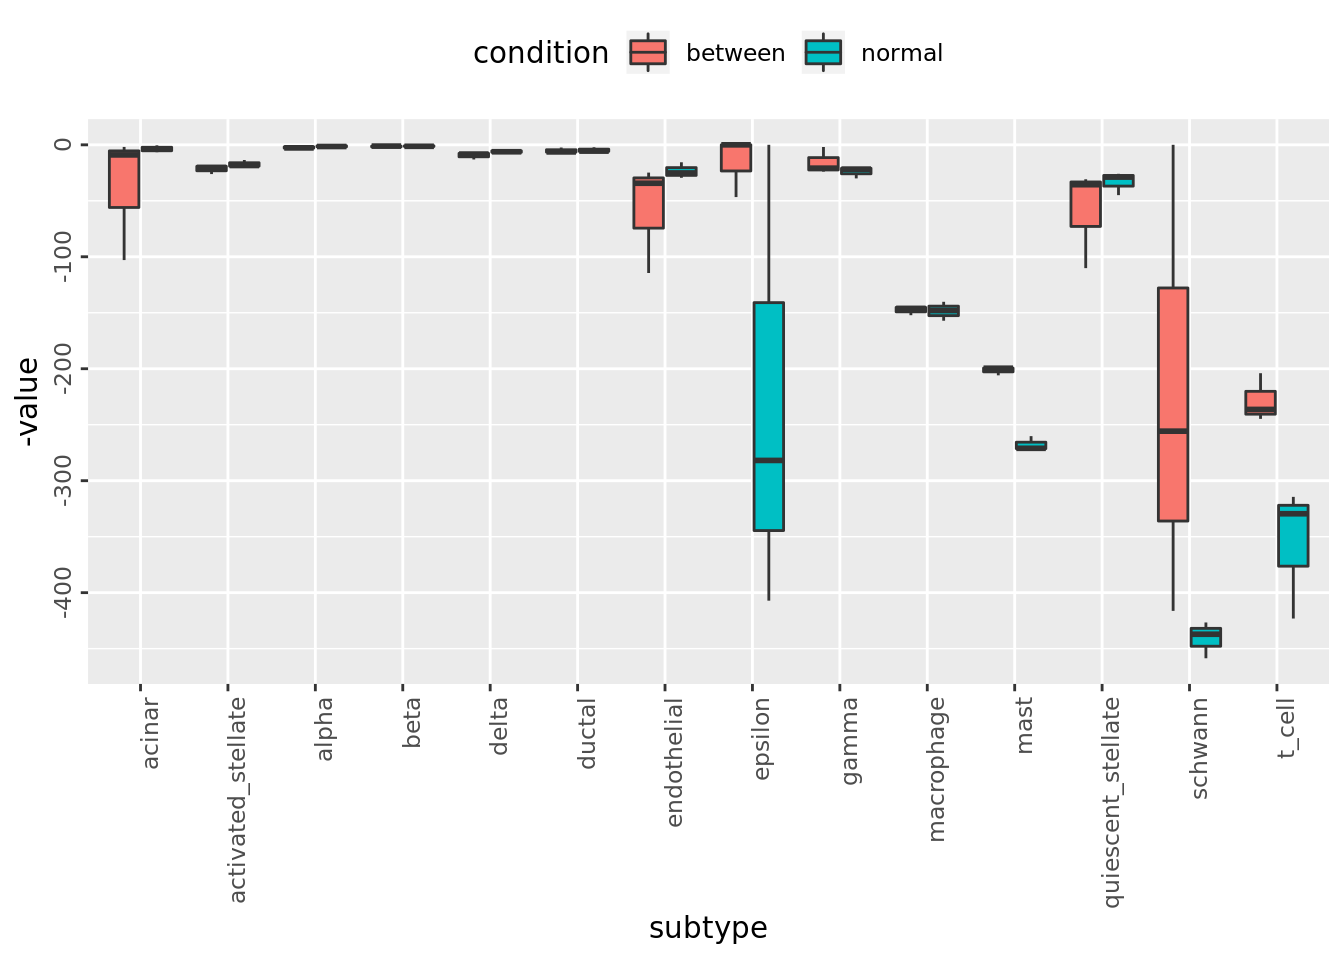 condition between normal
0
-100
-200
-300
-400
-value
acinar
activated_stellate
alpha
beta
delta
ductal
endothelial
epsilon
gamma
macrophage
mast
quiescent_stellate
schwann
t_cell
subtype